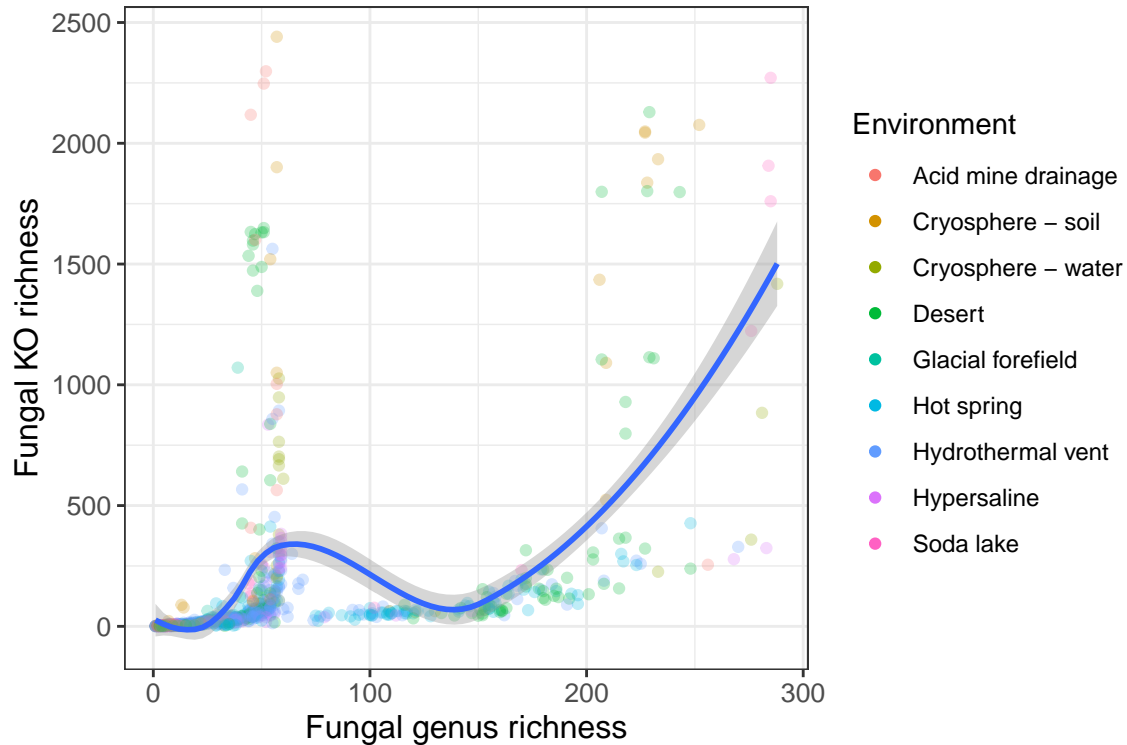 2500
2000
1500
1000
500
0
Fungal KO richness
0 100 200 300
Fungal genus richness
Environment
Acid mine drainage
Cryosphere − soil
Cryosphere − water
Desert
Glacial forefield
Hot spring
Hydrothermal vent
Hypersaline
Soda lake